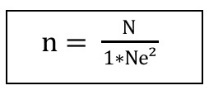 n = N / 1*Ne²